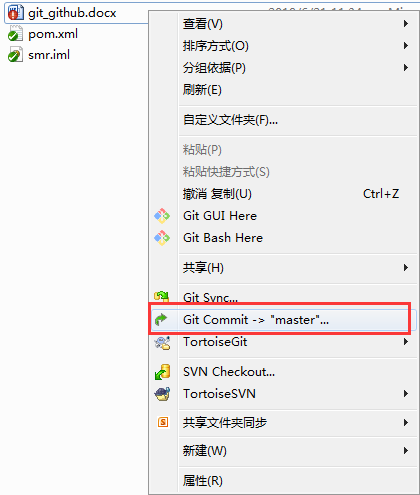 git_github.docx
pom.xml
smr.iml
查看(V)
排序方式(O)
分组依据(P)
刷新(E)
自定义文件夹(F)...
粘贴(P)
粘贴快捷方式(S)
撤消 复制(U) Ctrl+Z
Git GUI Here
Git Bash Here
共享(H)
Git Sync...
Git Commit -> "master"...
TortoiseGit
SVN Checkout...
TortoiseSVN
共享文件夹同步
新建(W)
属性(R)